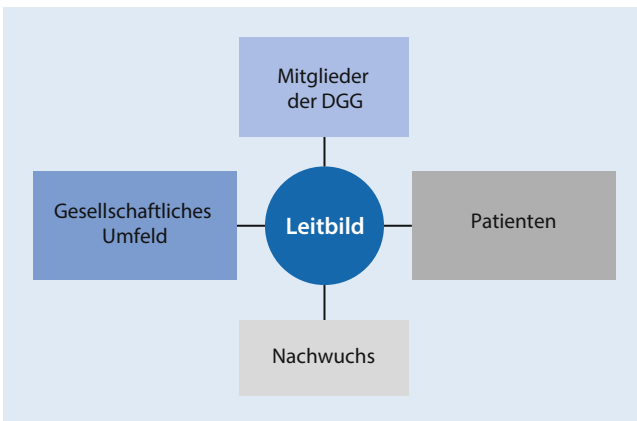 Mitglieder
der DGG
Gesellschaftliches
Umfeld
Leitbild
Patienten
Nachwuchs